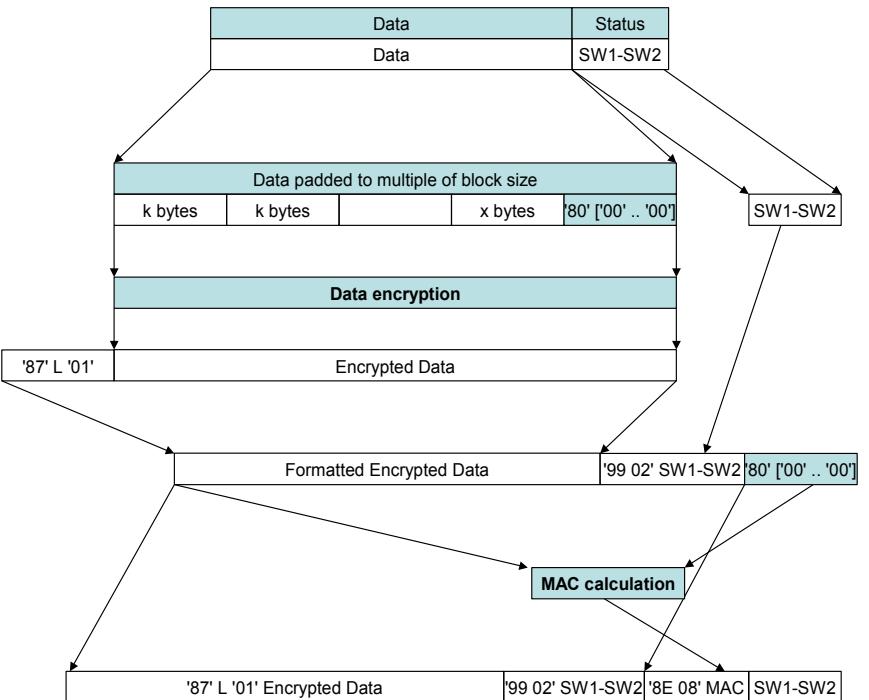 Data Status
Data SW1-SW2
Data padded to multiple of block size
k bytes k bytes x bytes '80' ['00' .. '00']
SW1-SW2
Data encryption
'87' L '01' Encrypted Data
Formatted Encrypted Data '99 02' SW1-SW2 '80' ['00' .. '00']
MAC calculation
'87' L '01' Encrypted Data '99 02' SW1-SW2 '8E 08' MAC SW1-SW2